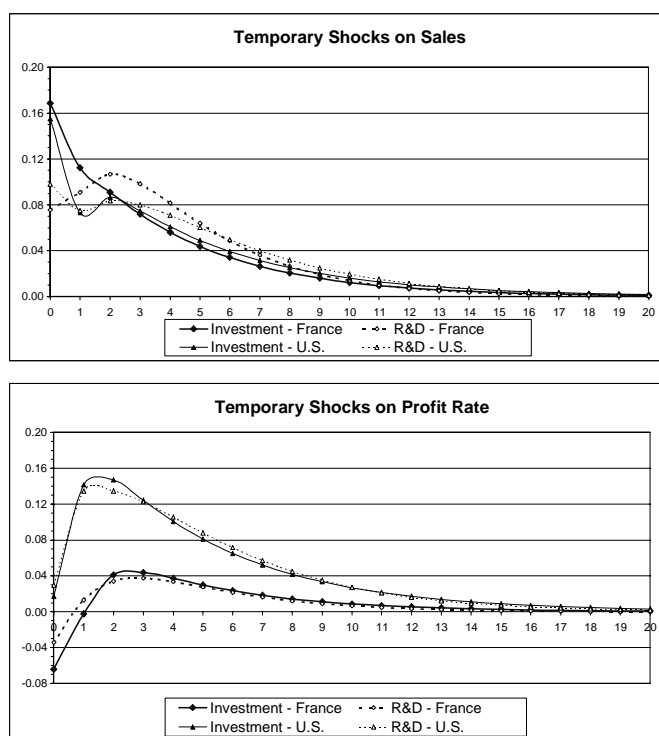 Temporary Shocks on Sales
0.20
0.16
0.12
0.08
0.04
0.00
0 1 2 3 4 5 6 7 8 9 10 11 12 13 14 15 16 17 18 19 20
Investment - France R&D - France
Investment - U.S. R&D - U.S.
Temporary Shocks on Profit Rate
0.20
0.16
0.12
0.08
0.04
0.00
0 1 2 3 4 5 6 7 8 9 10 11 12 13 14 15 16 17 18 19 20
-0.04
-0.08
Investment - France R&D - France
Investment - U.S. R&D - U.S.